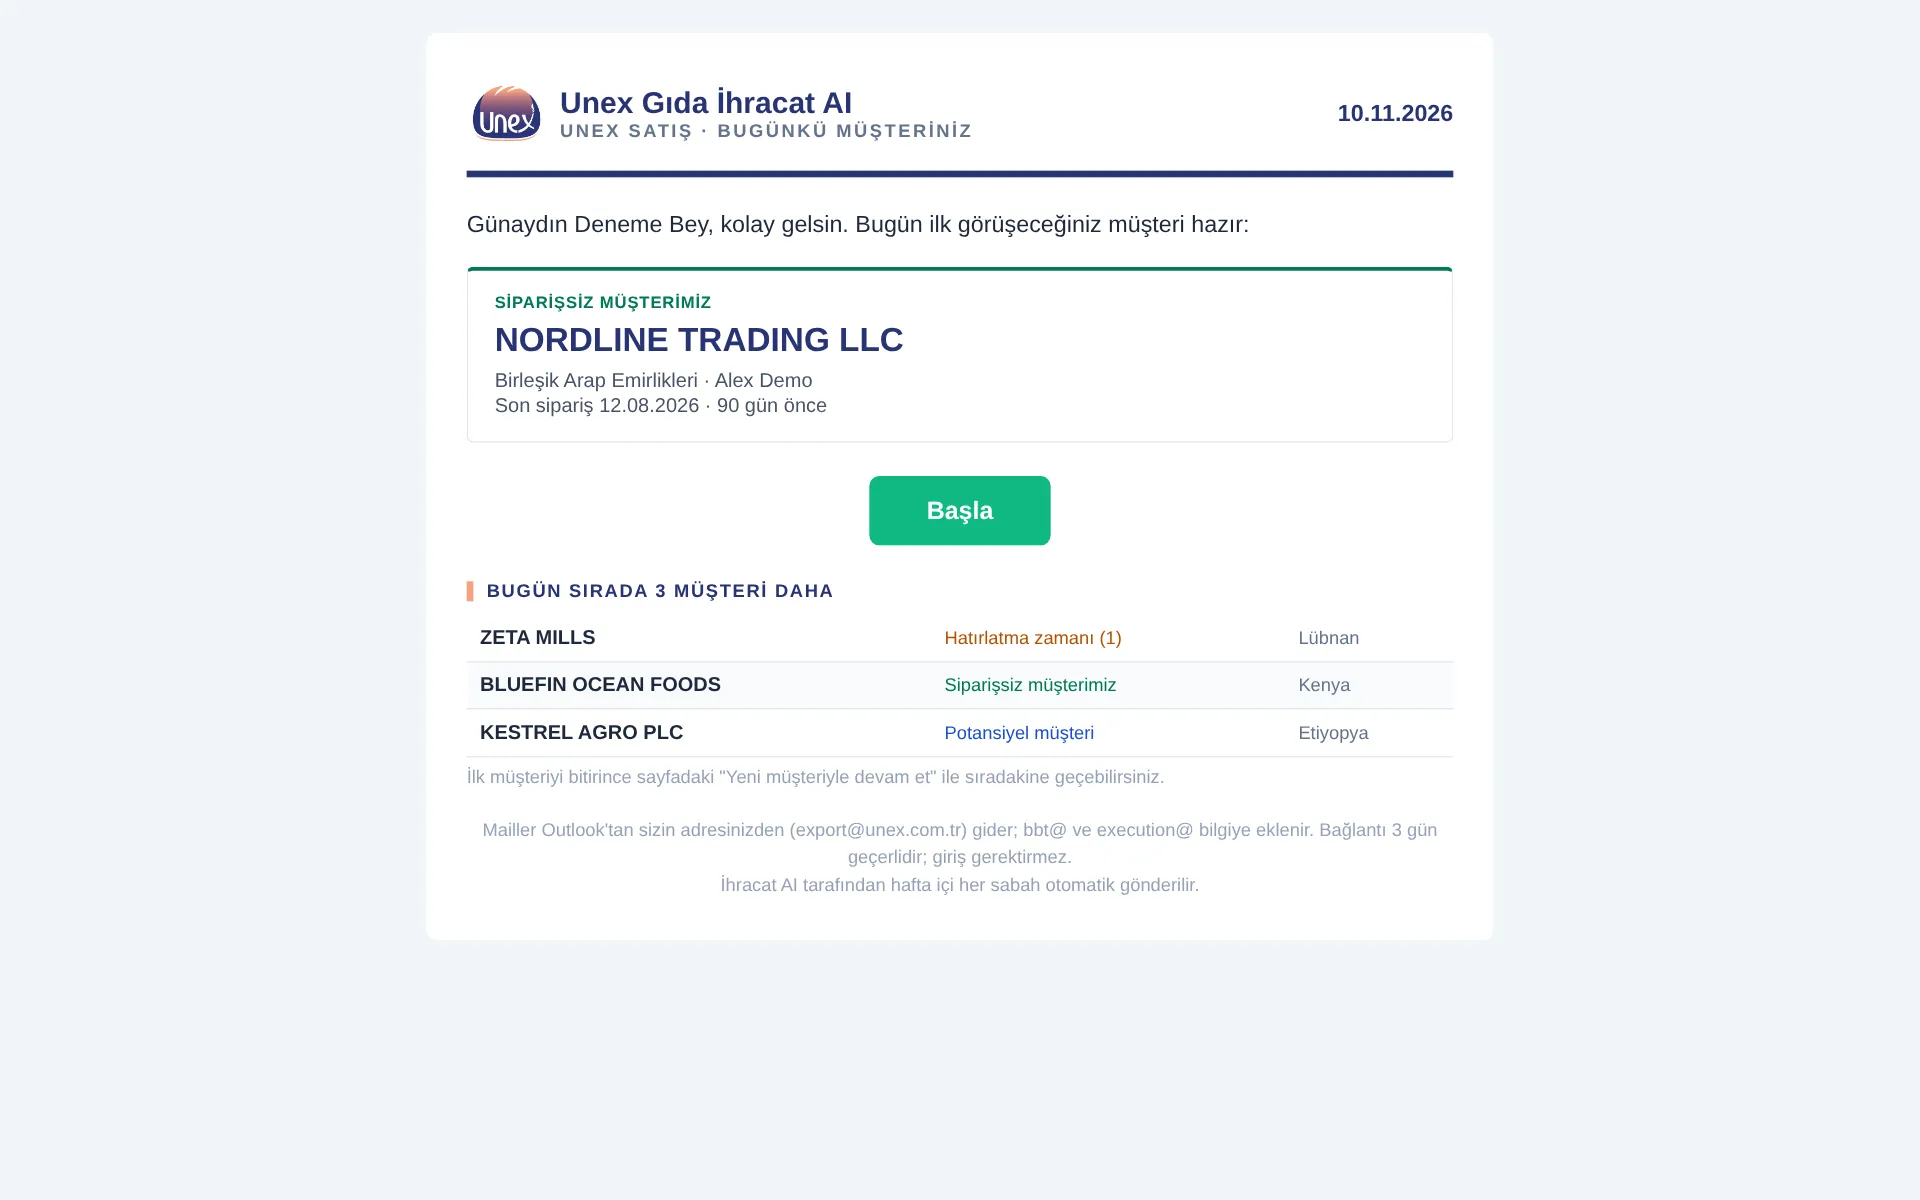 Unex
Unex Gıda İhracat AI
UNEX SATIŞ · BUGÜNKÜ MÜŞTERİNİZ
10.11.2026
Günaydın Deneme Bey, kolay gelsin. Bugün ilk görüşeceğiniz müşteri hazır:
SİPARİŞSİZ MÜŞTERİMİZ
NORDLINE TRADING LLC
Birleşik Arap Emirlikleri · Alex Demo
Son sipariş 12.08.2026 · 90 gün önce
Başla
BUGÜN SIRADA 3 MÜŞTERİ DAHA
ZETA MILLS Hatırlatma zamanı (1) Lübnan
BLUEFIN OCEAN FOODS Siparişsiz müşterimiz Kenya
KESTREL AGRO PLC Potansiyel müşteri Etiyopya
İlk müşteriyi bitirince sayfadaki "Yeni müşteriyle devam et" ile sıradakine geçebilirsiniz.
Mailler Outlook'tan sizin adresinizden (export@unex.com.tr) gider; bbt@ ve execution@ bilgiye eklenir. Bağlantı 3 gün
geçerlidir; giriş gerektirmez.
İhracat AI tarafından hafta içi her sabah otomatik gönderilir.